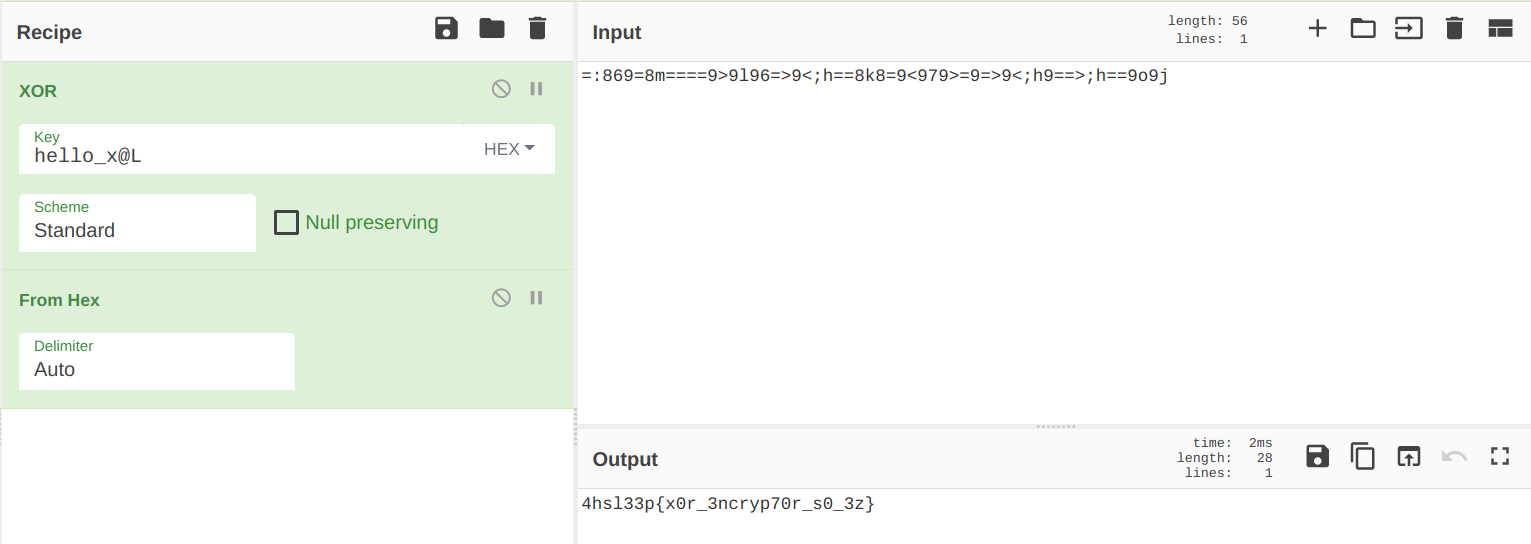 Recipe
XOR
Key
hello_x@L
HEX
Scheme
Standard
Null preserving
From Hex
Delimiter
Auto
Input
length: 56
lines: 1
=:869=8m====9>9l96=>9<;h==8k8=9<979>=9=>9<;h9==>;h==9o9j
Output
time: 2ms
length: 28
lines: 1
4hsl33p{x0r_3ncryp70r_s0_3z}